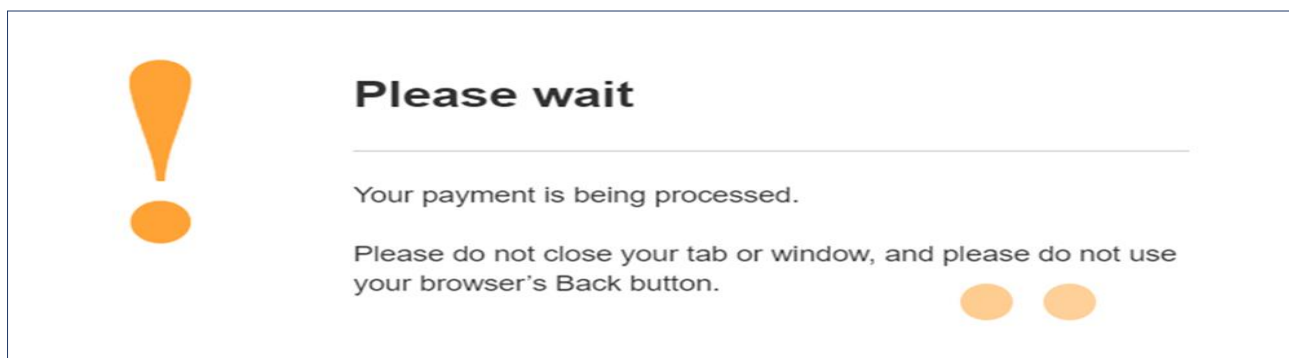 Please wait
Your payment is being processed.
Please do not close your tab or window, and please do not use
your browser’s Back button.